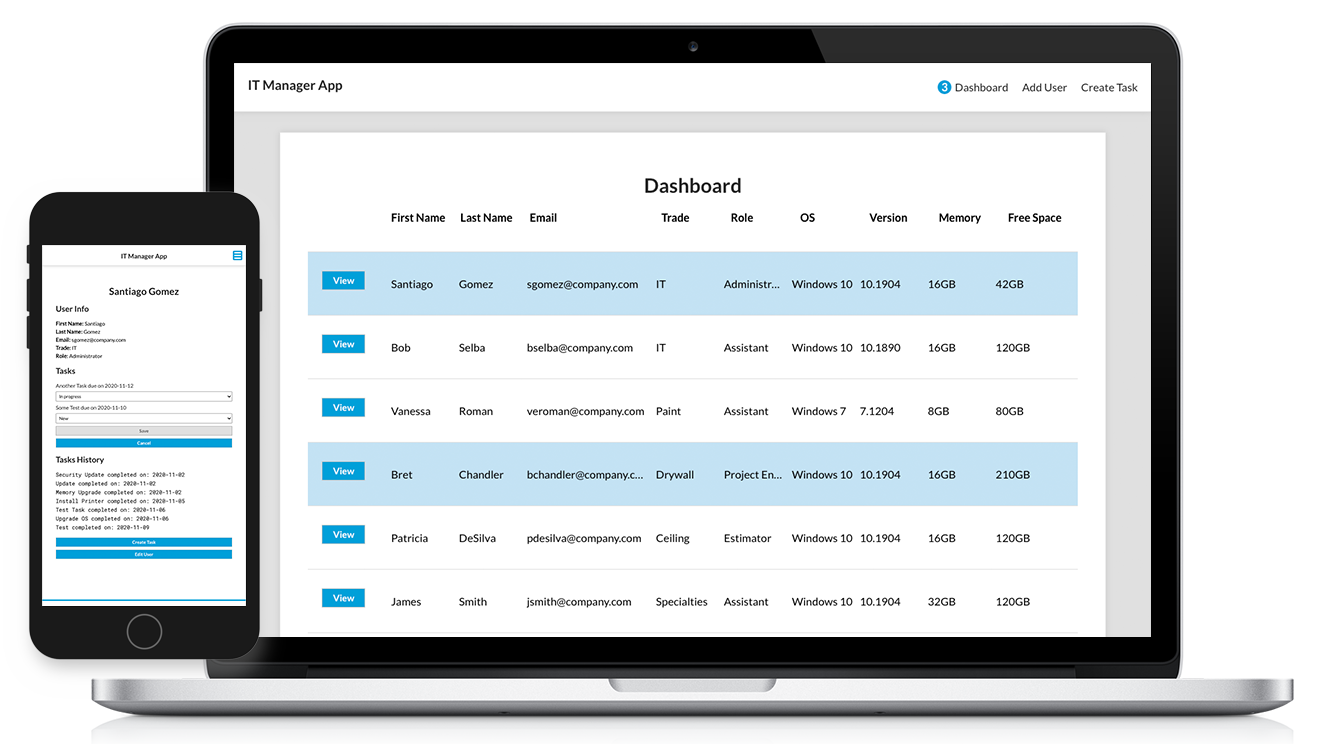 IT Manager App
3 Dashboard Add User Create Task
Dashboard
First Name Last Name Email Trade Role OS Version Memory Free Space
View Santiago Gomez sgomez@company.com IT Administr... Windows 10 10.1904 16GB 42GB
View Bob Selba bselba@company.com IT Assistant Windows 10 10.1890 16GB 120GB
View Vanessa Roman veroman@company.com Paint Assistant Windows 7 7.1204 8GB 80GB
View Bret Chandler bchandler@company.c... Drywall Project En... Windows 10 10.1904 16GB 210GB
View Patricia DeSilva pdesilva@company.com Ceiling Estimator Windows 10 10.1904 16GB 120GB
View James Smith jsmith@company.com Specialties Assistant Windows 10 10.1904 32GB 120GB
IT Manager App
Santiago Gomez
User Info
First Name: Santiago
Last Name: Gomez
Email: sgomez@company.com
Trade: IT
Role: Administrator
Tasks
Another Task due on 2020-11-12
In progress
Some Test due on 2020-11-10
New
Save
Cancel
Tasks History
Security Update completed on: 2020-11-02
Update completed on: 2020-11-02
Memory Upgrade completed on: 2020-11-02
Install Printer completed on: 2020-11-05
Test Task completed on: 2020-11-06
Upgrade OS completed on: 2020-11-06
Test completed on: 2020-11-09
Create Task
Edit User